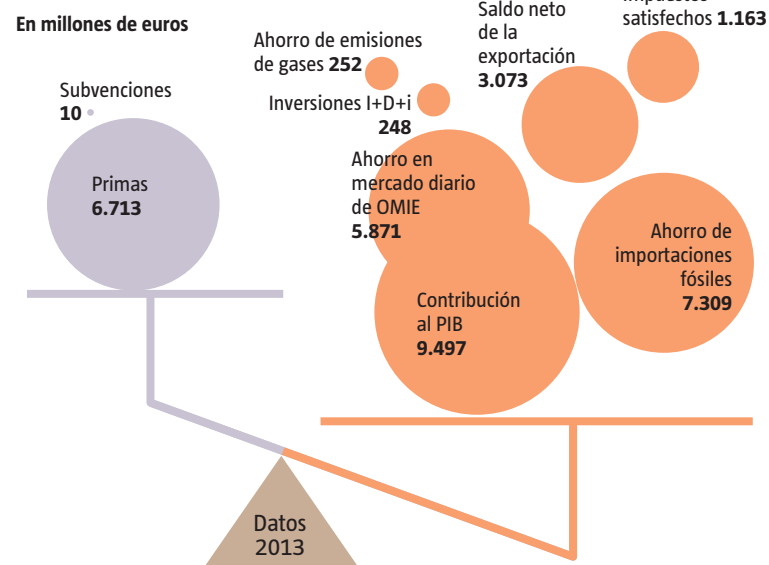 En millones de euros
Subvenciones
10
Primas
6.713
Ahorro de emisiones
de gases 252
Inversiones I+D+i
248
Saldo neto
de la
exportación
3.073
satisfechos 1.163
Ahorro en
mercado diario
de OMIE
5.871
Contribución
al PIB
9.497
Ahorro de
importaciones
fósiles
7.309
Datos
2013